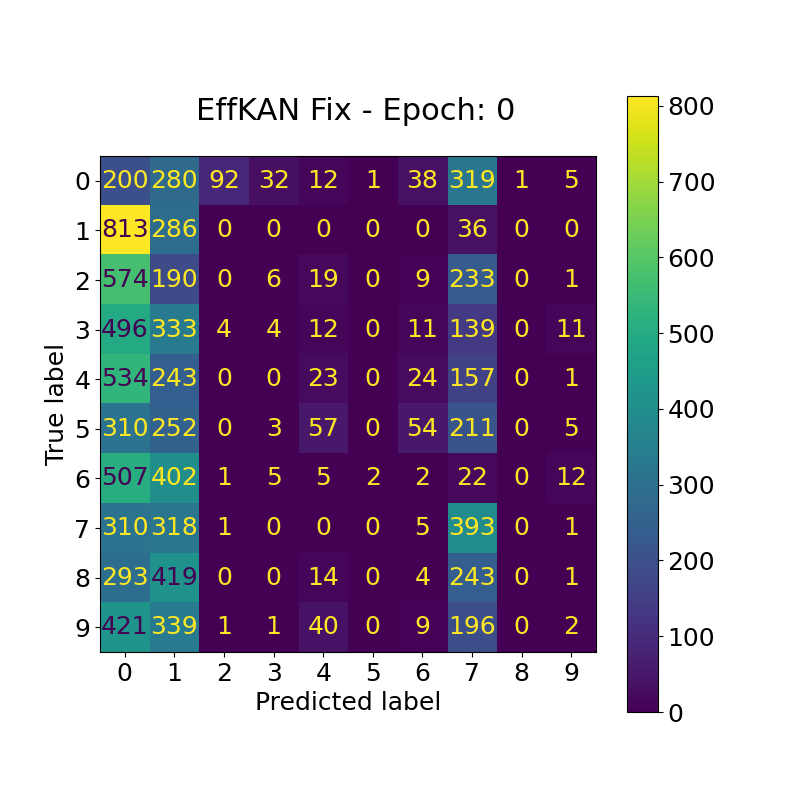 EffKAN Fix - Epoch: 0
0 200 280 92 32 12 1 38 319 1 5
1 813 286 0 0 0 0 0 36 0 0
2 574 190 0 6 19 0 9 233 0 1
3 496 333 4 4 12 0 11 139 0 11
4 534 243 0 0 23 0 24 157 0 1
5 310 252 0 3 57 0 54 211 0 5
6 507 402 1 5 5 2 2 22 0 12
7 310 318 1 0 0 0 5 393 0 1
8 293 419 0 0 14 0 4 243 0 1
9 421 339 1 1 40 0 9 196 0 2
0 1 2 3 4 5 6 7 8 9
Predicted label
True label
800
700
600
500
400
300
200
100
0